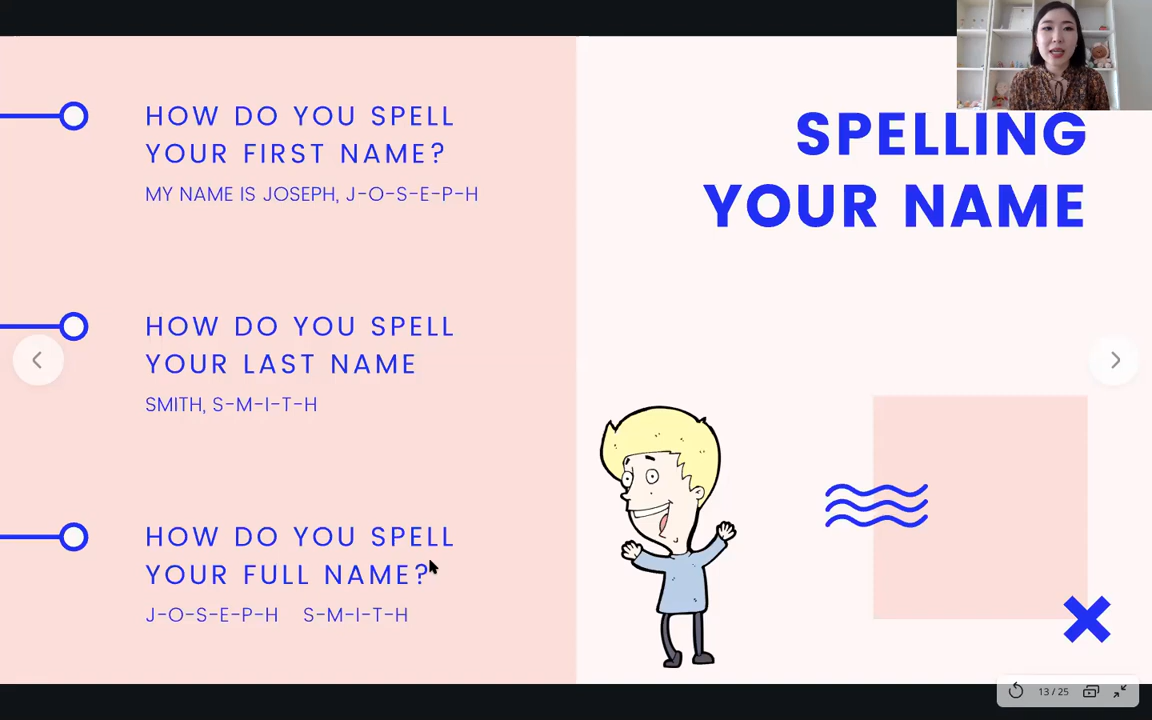 HOW DO YOU SPELL
YOUR FIRST NAME?
MY NAME IS JOSEPH, J-O-S-E-P-H
HOW DO YOU SPELL
YOUR LAST NAME
SMITH, S-M-I-T-H
HOW DO YOU SPELL
YOUR FULL NAME?
J-O-S-E-P-H S-M-I-T-H
SPELLING
YOUR NAME
13 / 25